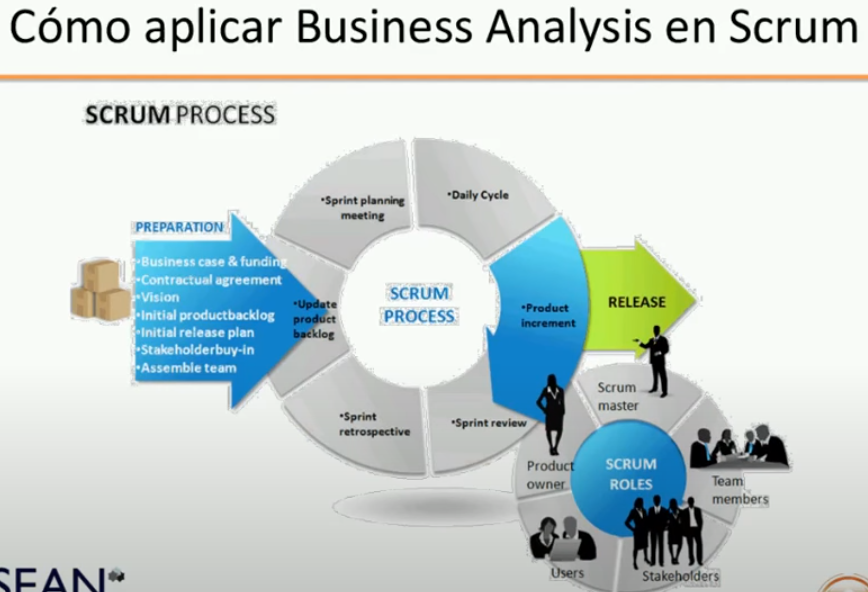 Cómo aplicar Business Analysis en Scrum
SCRUM PROCESS
PREPARATION
•Business case & funding
•Contractual agreement
•Vision
•Initial productbacklog
•Initial release plan
•Stakeholderbuy-in
•Assemble team
•Update
product
backlog
•Sprint planning
meeting
•Daily Cycle
•Product
increment
•Sprint review
•Sprint
retrospective
SCRUM
PROCESS
RELEASE
SCRUM
ROLES
Scrum
master
Team
members
Stakeholders
Users
Product
owner
SEAN